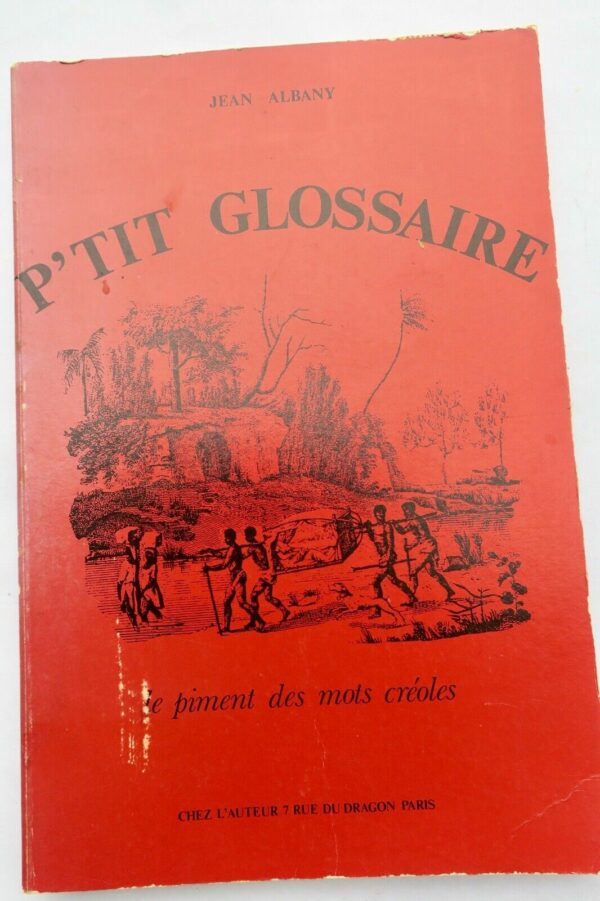 JEAN ALBANY
P'TIT GLOSSAIRE
le piment des mots créoles
CHEZ L'AUTEUR 7 RUE DU DRAGON PARIS